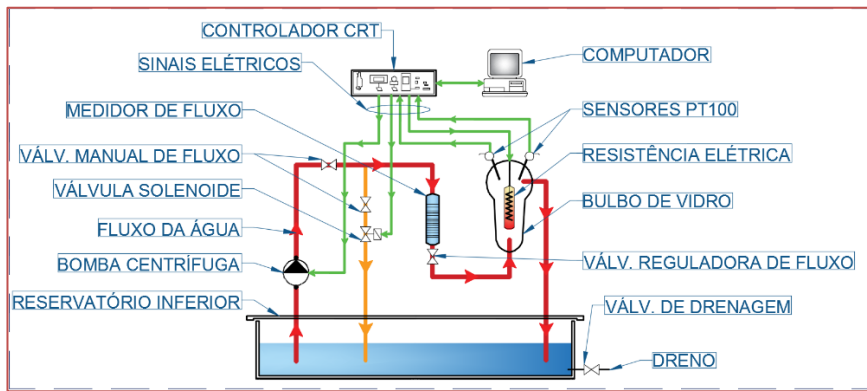 CONTROLADOR CRT
SINAIS ELÉTRICOS
COMPUTADOR
MEDIDOR DE FLUXO
SENSORES PT100
VÁLV. MANUAL DE FLUXO
RESISTÊNCIA ELÉTRICA
VÁLVULA SOLENOIDE
BULBO DE VIDRO
FLUXO DA ÁGUA
BOMBA CENTRÍFUGA
VÁLV. REGULADORA DE FLUXO
RESERVATÓRIO INFERIOR
VÁLV. DE DRENAGEM
DRENO